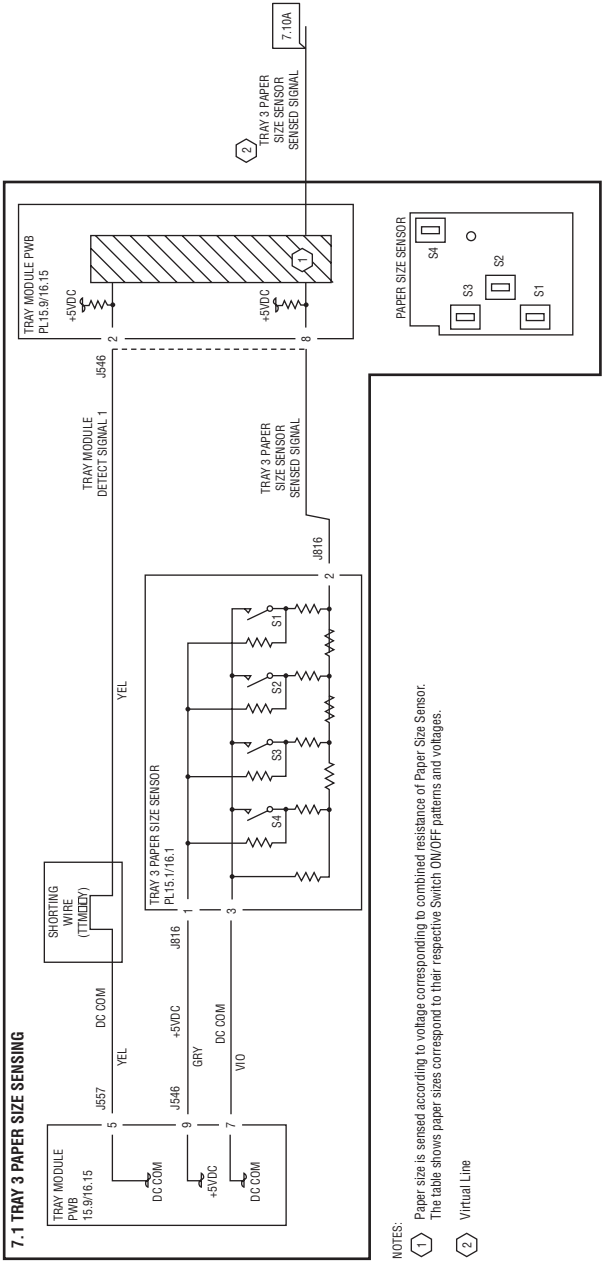 7.1 TRAY 3 PAPER SIZE SENSING
TRAY MODULE
PWB
15.9/16.15
DC COM
+5VDC
DC COM
5
9
7
J557
J546
YEL
DC COM
GRY
+5VDC
VIO
DC COM
SHORTING
WIRE
J816
1
3
TRAY 3 PAPER SIZE SENSOR
PL15.1/16.1
S4
S3
S2
S1
2
J816
YEL
TRAY MODULE
DETECT SIGNAL 1
TRAY 3 PAPER
SIZE SENSOR
SENSED SIGNAL
J546
2
8
TRAY MODULE PWB
PL15.9/16.15
+5VDC
+5VDC
1
2
TRAY 3 PAPER
SIZE SENSOR
SENSED SIGNAL
7.10A
PAPER SIZE SENSOR
S4
S3
S2
S1
NOTES:
1 Paper size is sensed according to voltage corresponding to combined resistance of Paper Size Sensor.
The table shows paper sizes correspond to their respective Switch ON/OFF patterns and voltages.
2 Virtual Line